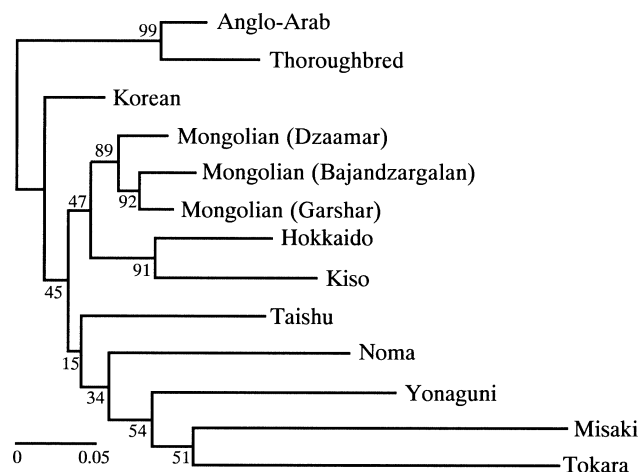 99
Anglo-Arab
Thoroughbred
Korean
89
Mongolian (Dzaamar)
Mongolian (Bajandzargalan)
92
47
Mongolian (Garshar)
Hokkaido
91
Kiso
45
Taishu
15
Noma
34
Yonaguni
54
Misaki
51
Tokara
0 0.05